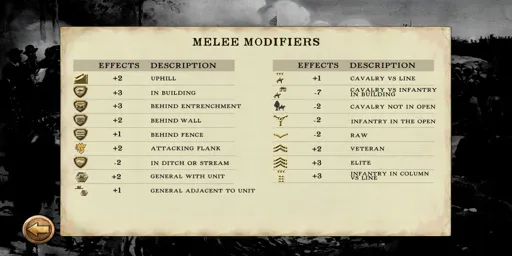 MELEE MODIFIERS
EFFECTS DESCRIPTION
+2 UPHILL
+3 IN BUILDING
+3 BEHIND ENTRENCHMENT
+2 BEHIND WALL
+1 BEHIND FENCE
+2 ATTACKING FLANK
-2 IN DITCH OR STREAM
+2 GENERAL WITH UNIT
+1 GENERAL ADJACENT TO UNIT
EFFECTS DESCRIPTION
+1 CAVALRY VS LINE
-7 CAVALRY VS INFANTRY
IN BUILDING
-2 CAVALRY NOT IN OPEN
-2 INFANTRY IN THE OPEN
-2 RAW
+2 VETERAN
+3 ELITE
+3 INFANTRY IN COLUMN
VS LINE